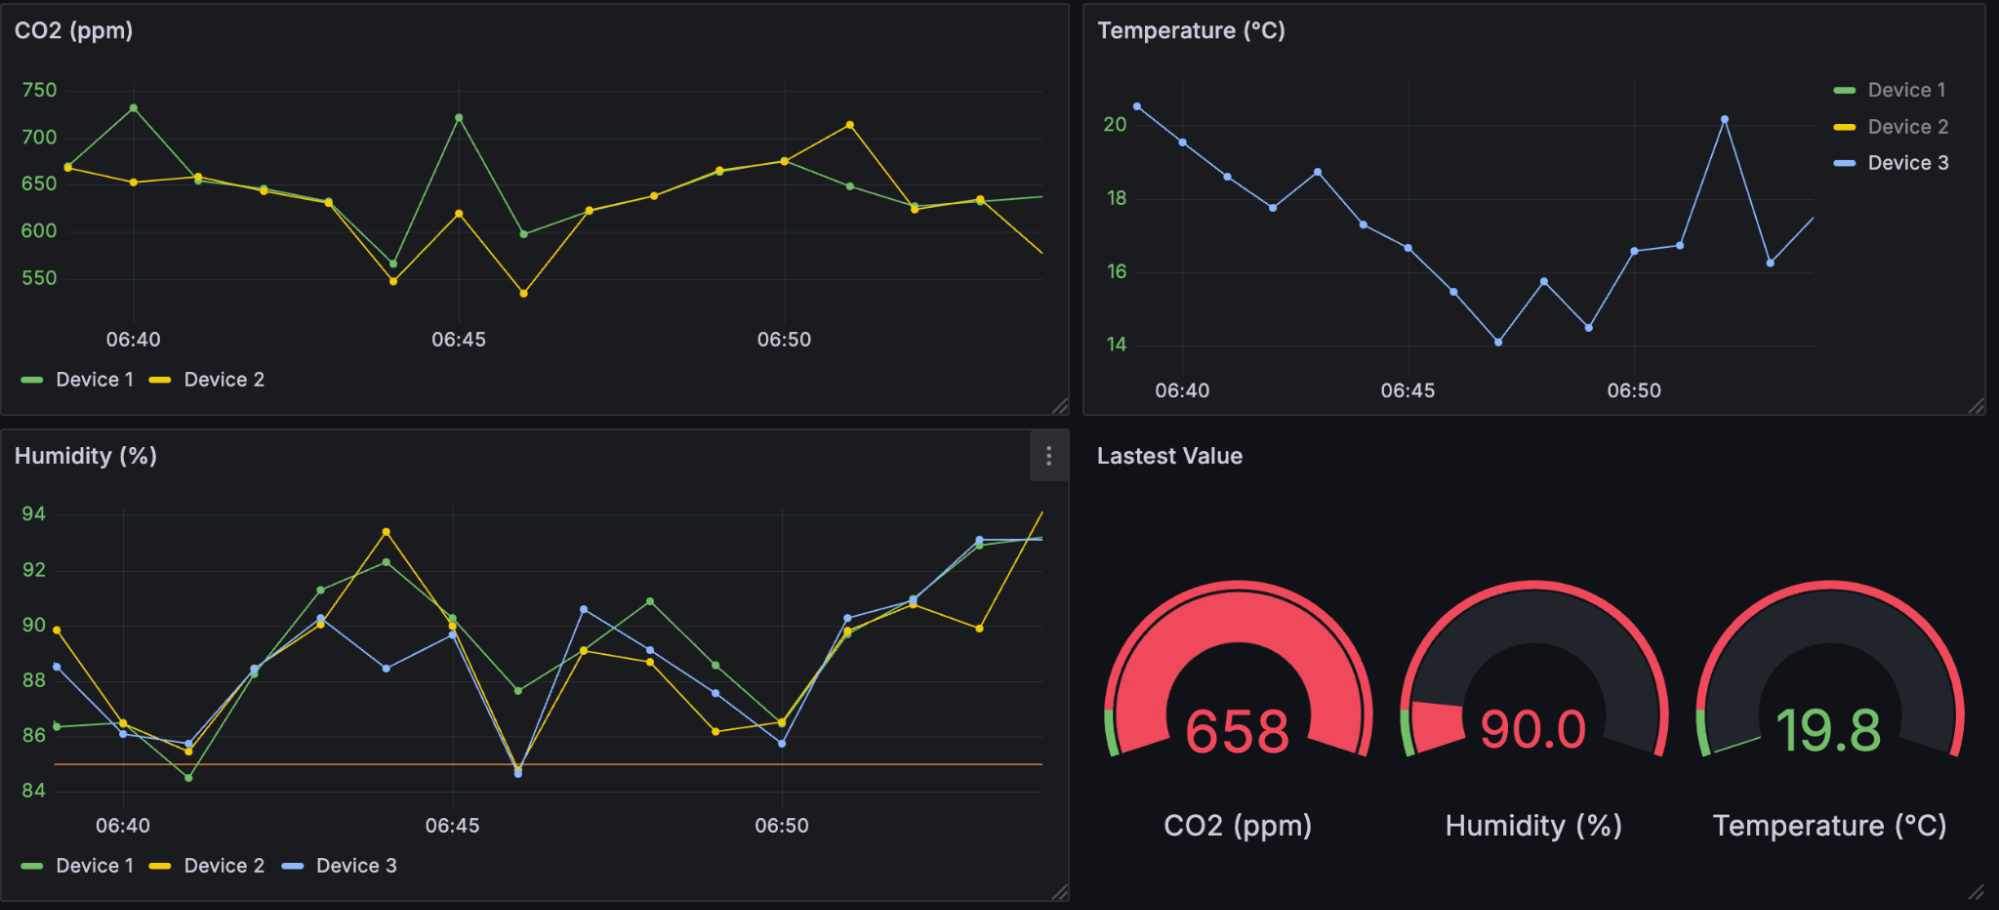 CO2 (ppm)
750
700
650
600
550
06:40 06:45 06:50
Device 1 Device 2
Temperature (°C)
20
18
16
14
06:40 06:45 06:50
Device 1
Device 2
Device 3
Humidity (%)
94
92
90
88
86
84
06:40 06:45 06:50
Device 1 Device 2 Device 3
Lastest Value
658 90.0 19.8
CO2 (ppm) Humidity (%) Temperature (°C)